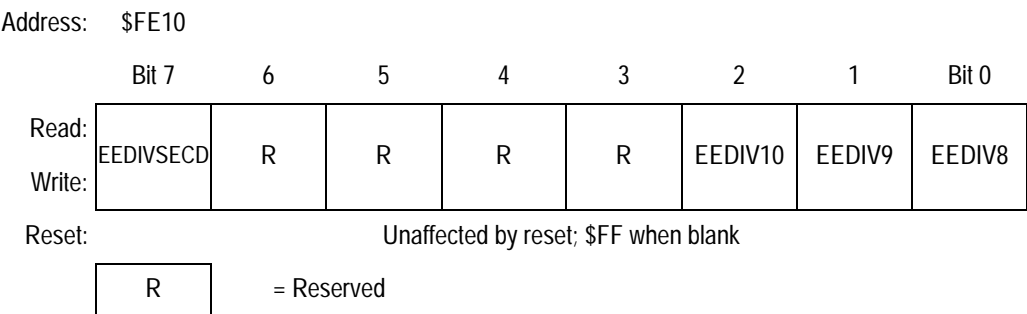 Address: $FE10
Bit 7 6 5 4 3 2 1 Bit 0
Read:
EEDIVSECD R R R R EEDIV10 EEDIV9 EEDIV8
Write:
Reset: Unaffected by reset; $FF when blank
R = Reserved